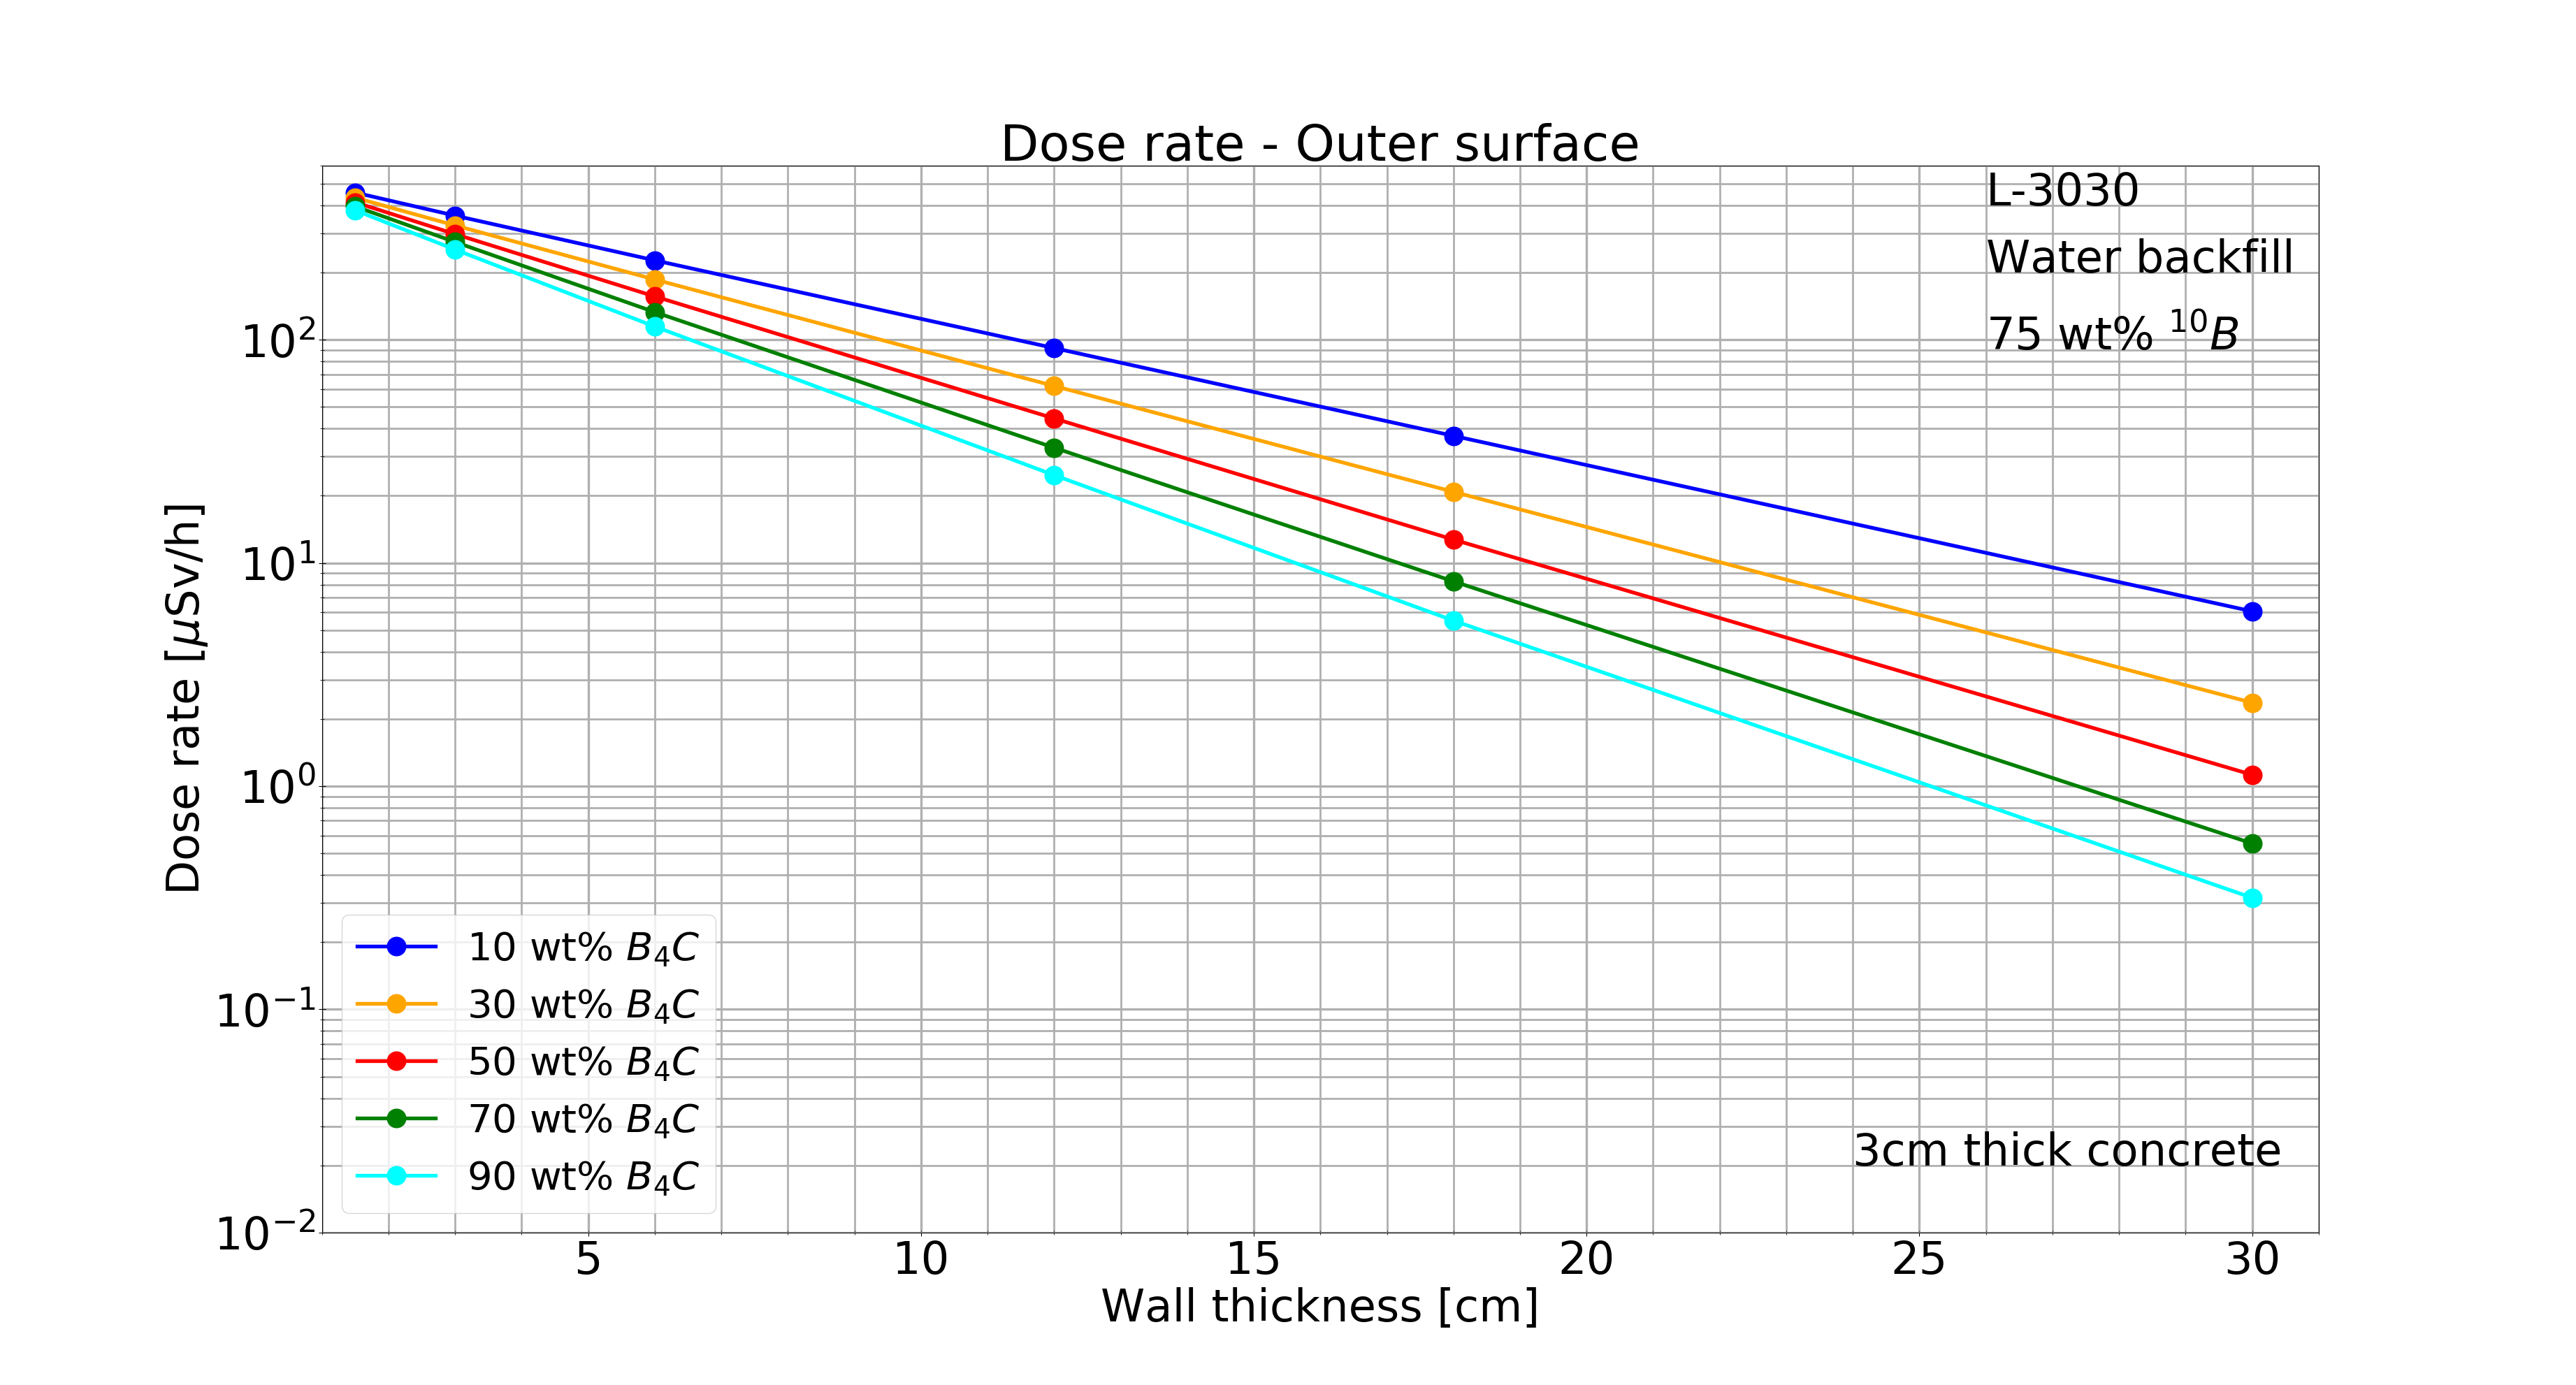 Dose rate - Outer surface
L-3030
Water backfill
75 wt% ¹⁰B
Dose rate [μSv/h]
10²
10¹
10⁰
10⁻¹
10⁻²
10 wt% B₄C
30 wt% B₄C
50 wt% B₄C
70 wt% B₄C
90 wt% B₄C
3cm thick concrete
5 10 15 20 25 30
Wall thickness [cm]